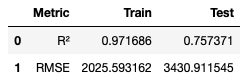 Metric Train Test
0 R² 0.971686 0.757371
1 RMSE 2025.593162 3430.911545